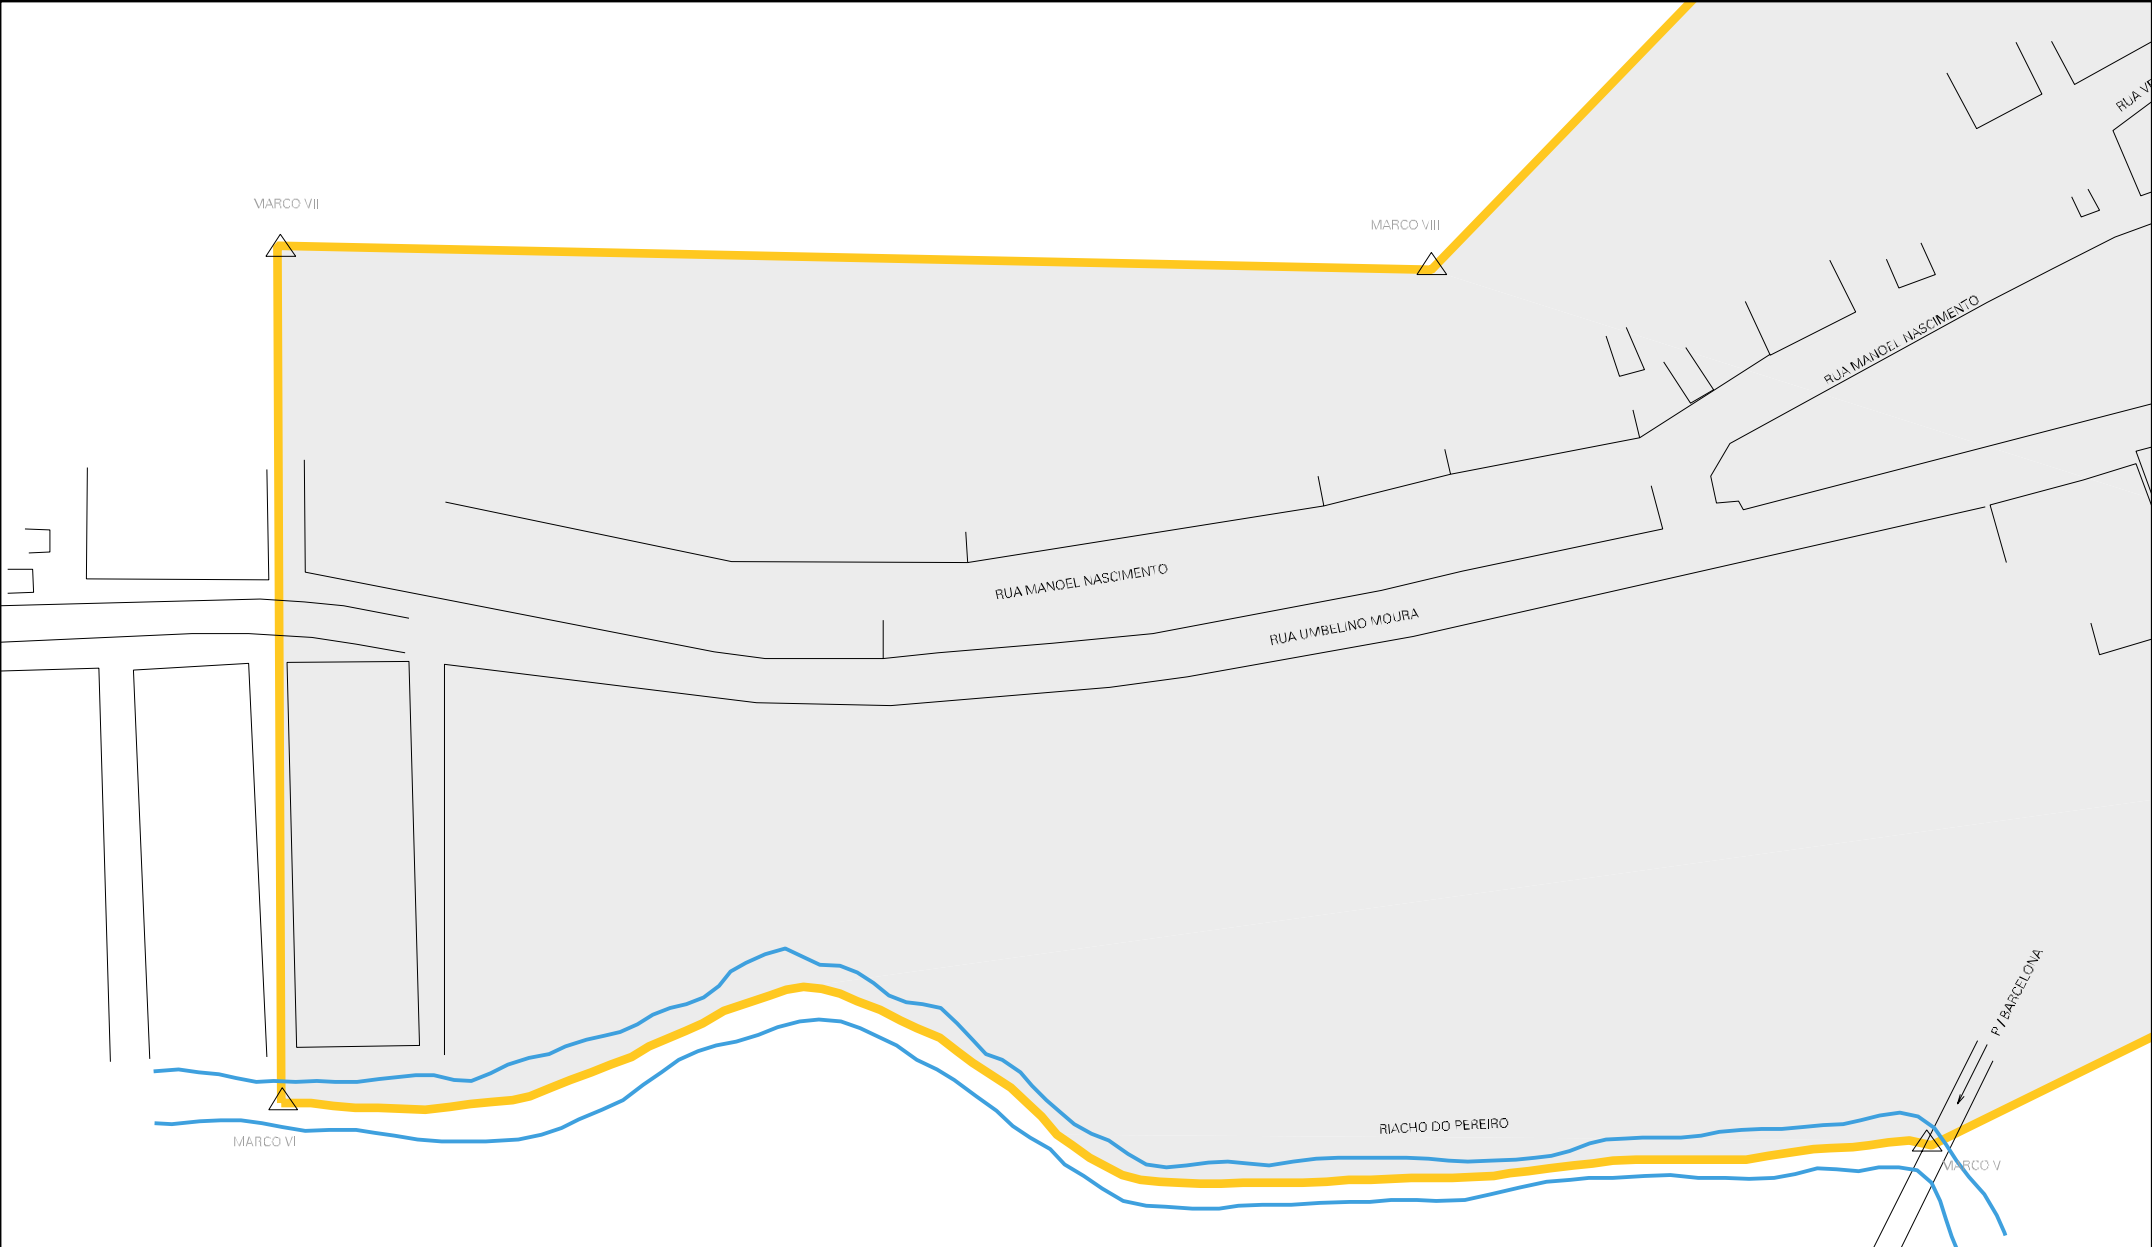 RUA
MARCO VII
MARCO VIII
RUA MANOEL NASCIMENTO
RUA MANOEL NASCIMENTO
RUA UMBELINO MOURA
P/BARCELONA
RIACHO DO PEREIRO
MARCO VI
MARCO V